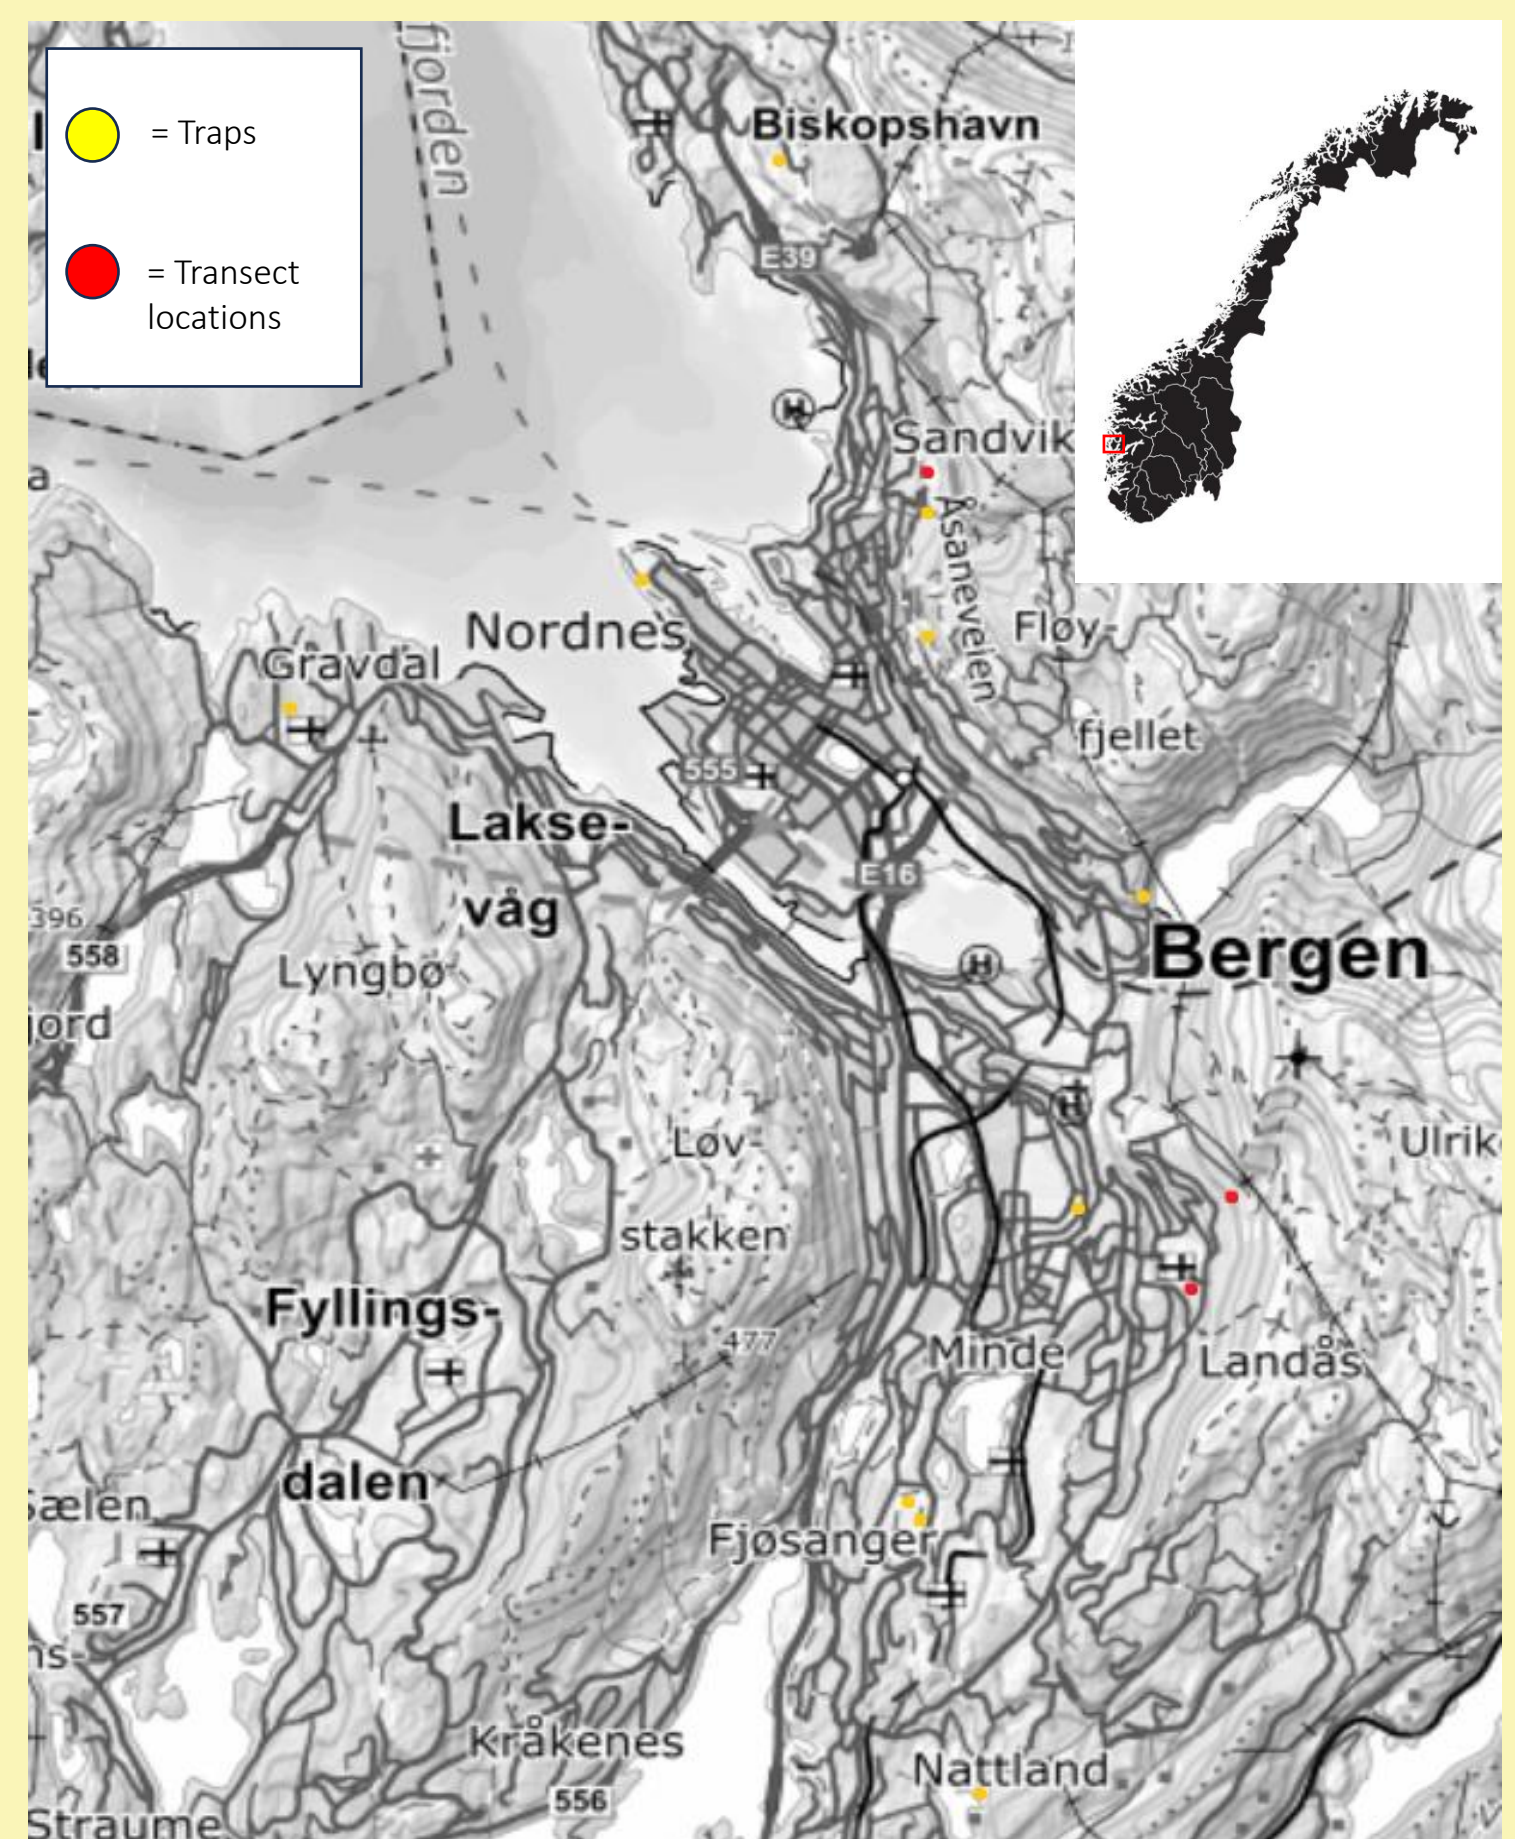 = Traps
= Transect
locations
fjorden
Biskopshavn
E39
Sandvik
a
Åsaneveien
Nordnes
Fløy-
Gravdal
fjellet
555
Lakse-
E16
våg
396
558
Bergen
Lyngbø
jord
H
H
H
Løv-
Ulrik
stakken
Fyllings-
477
Minde
Landås
dalen
Sælen
Fjøsanger
557
ns-
Kråkenes
Nattland
556
Straume